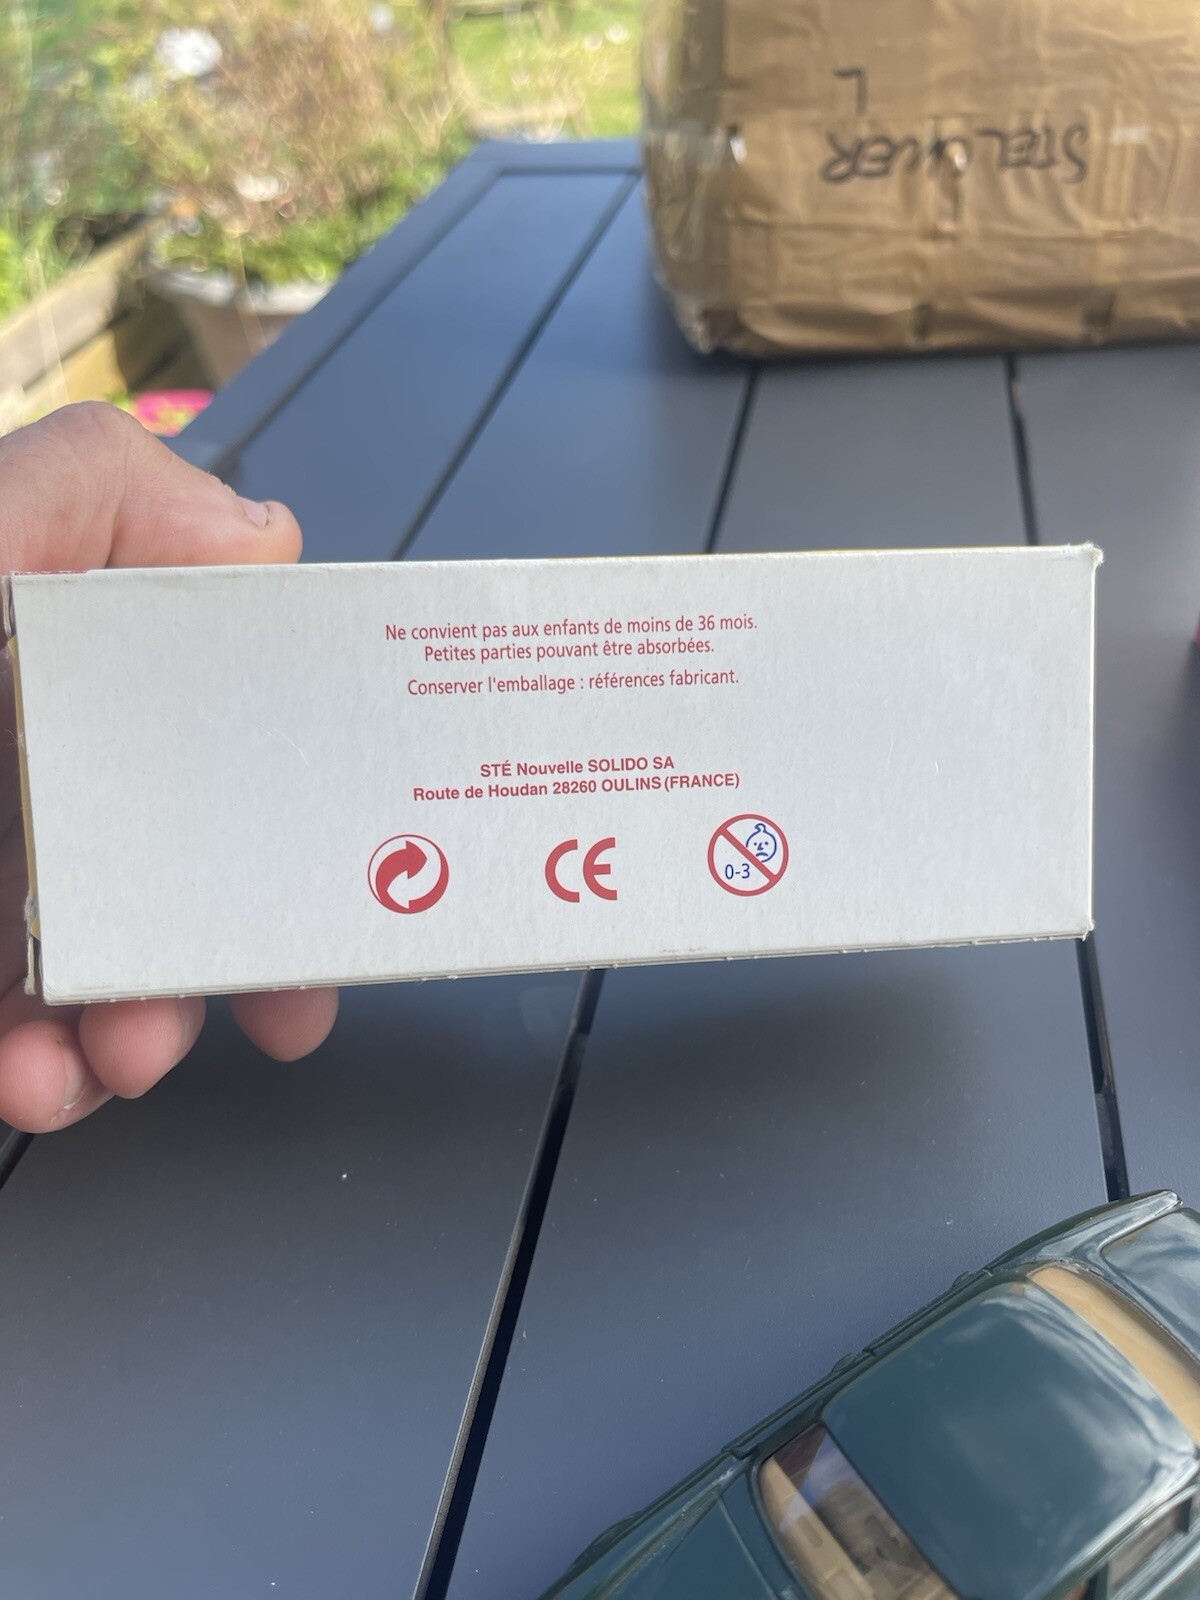 Ne convient pas aux enfants de moins de 36 mois.
Petites parties pouvant être absorbées.
Conserver l'emballage : références fabricant.
STÉ Nouvelle SOLIDO SA
Route de Houdan 28260 OULINS (FRANCE)
CE
0-3
L